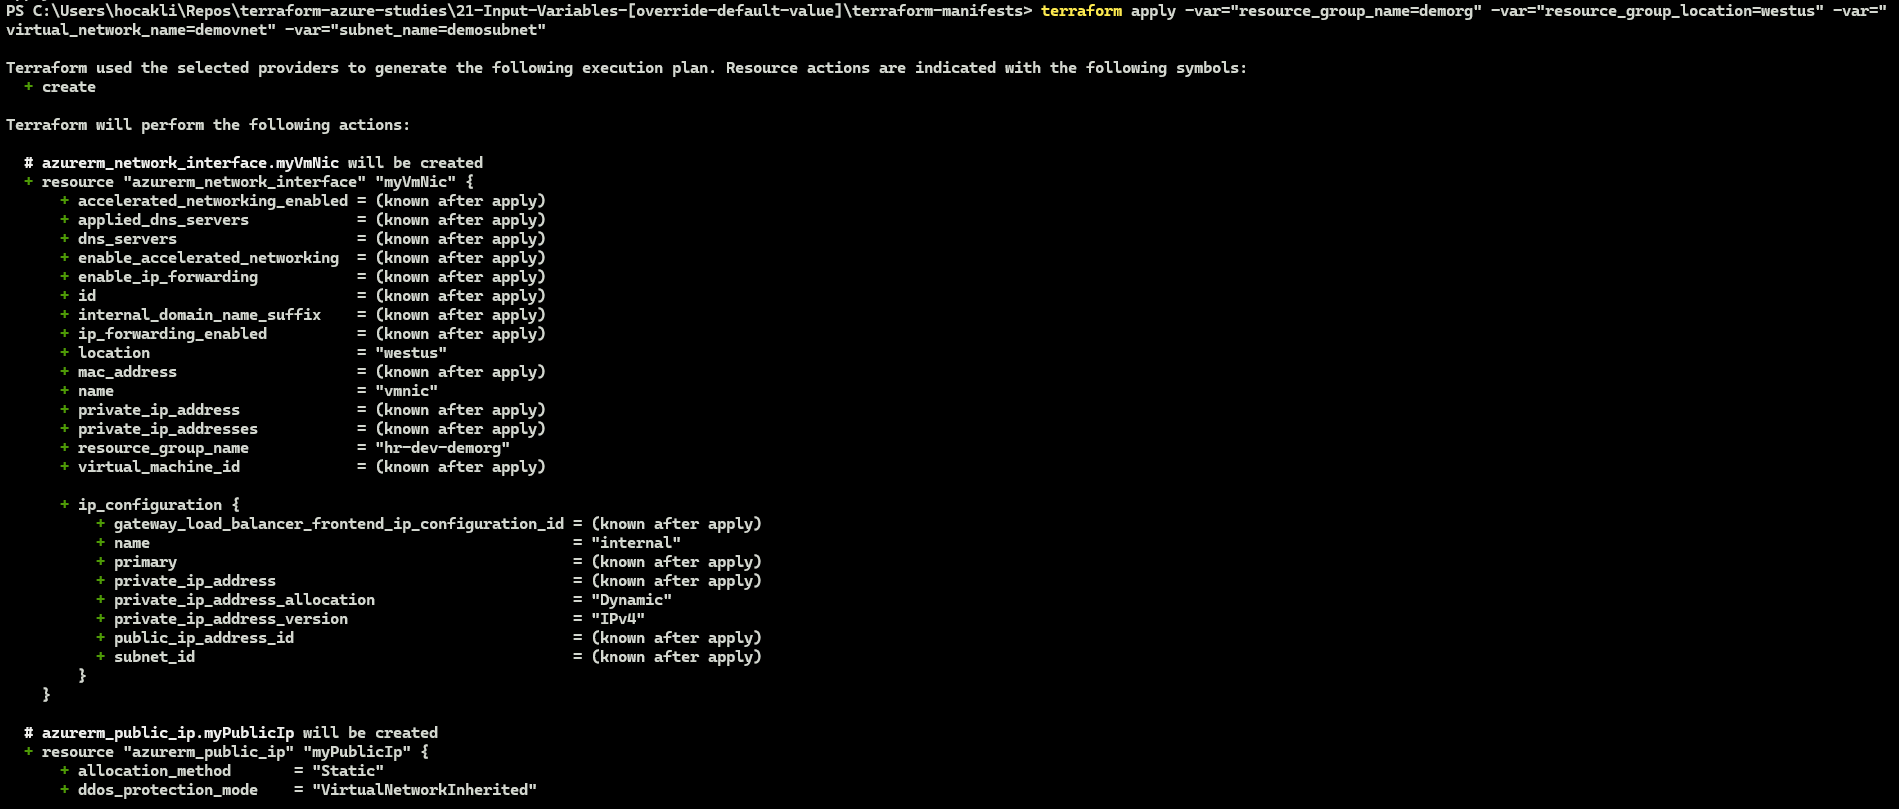 PS C:\Users\hocakli\Repos\terraform-azure-studies\21-Input-Variables-[override-default-value]\terraform-manifests> terraform apply -var="resource_group_name=demorg" -var="resource_group_location=westus" -var="
virtual_network_name=demovnet" -var="subnet_name=demosubnet"

Terraform used the selected providers to generate the following execution plan. Resource actions are indicated with the following symbols:
  + create

Terraform will perform the following actions:

  # azurerm_network_interface.myVmNic will be created
  + resource "azurerm_network_interface" "myVmNic" {
      + accelerated_networking_enabled = (known after apply)
      + applied_dns_servers            = (known after apply)
      + dns_servers                    = (known after apply)
      + enable_accelerated_networking  = (known after apply)
      + enable_ip_forwarding           = (known after apply)
      + id                             = (known after apply)
      + internal_domain_name_suffix    = (known after apply)
      + ip_forwarding_enabled          = (known after apply)
      + location                       = "westus"
      + mac_address                    = (known after apply)
      + name                           = "vmnic"
      + private_ip_address             = (known after apply)
      + private_ip_addresses           = (known after apply)
      + resource_group_name            = "hr-dev-demorg"
      + virtual_machine_id             = (known after apply)

      + ip_configuration {
          + gateway_load_balancer_frontend_ip_configuration_id = (known after apply)
          + name                                               = "internal"
          + primary                                            = (known after apply)
          + private_ip_address                                 = (known after apply)
          + private_ip_address_allocation                      = "Dynamic"
          + private_ip_address_version                         = "IPv4"
          + public_ip_address_id                               = (known after apply)
          + subnet_id                                          = (known after apply)
        }
    }

  # azurerm_public_ip.myPublicIp will be created
  + resource "azurerm_public_ip" "myPublicIp" {
      + allocation_method       = "Static"
      + ddos_protection_mode    = "VirtualNetworkInherited"